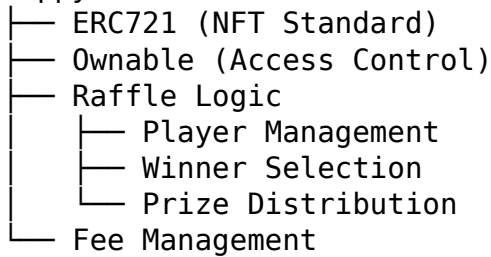 ├── ERC721 (NFT Standard)
├── Ownable (Access Control)
├── Raffle Logic
│   ├── Player Management
│   ├── Winner Selection
│   └── Prize Distribution
└── Fee Management